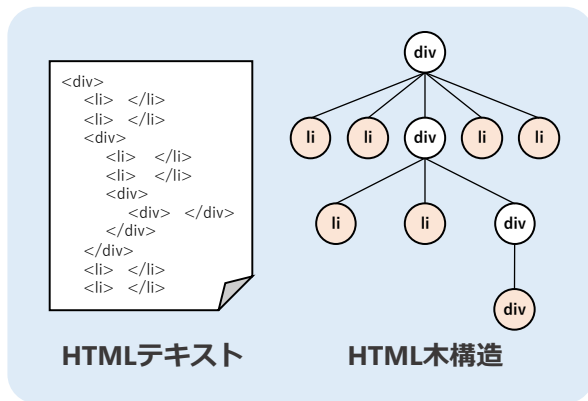 <div>
<li> </li>
<li> </li>
<div>
<li> </li>
<li> </li>
<div>
<div> </div>
</div>
</div>
<li> </li>
<li> </li>
HTMLテキスト
div
li li div li li
li li div
div
HTML木構造